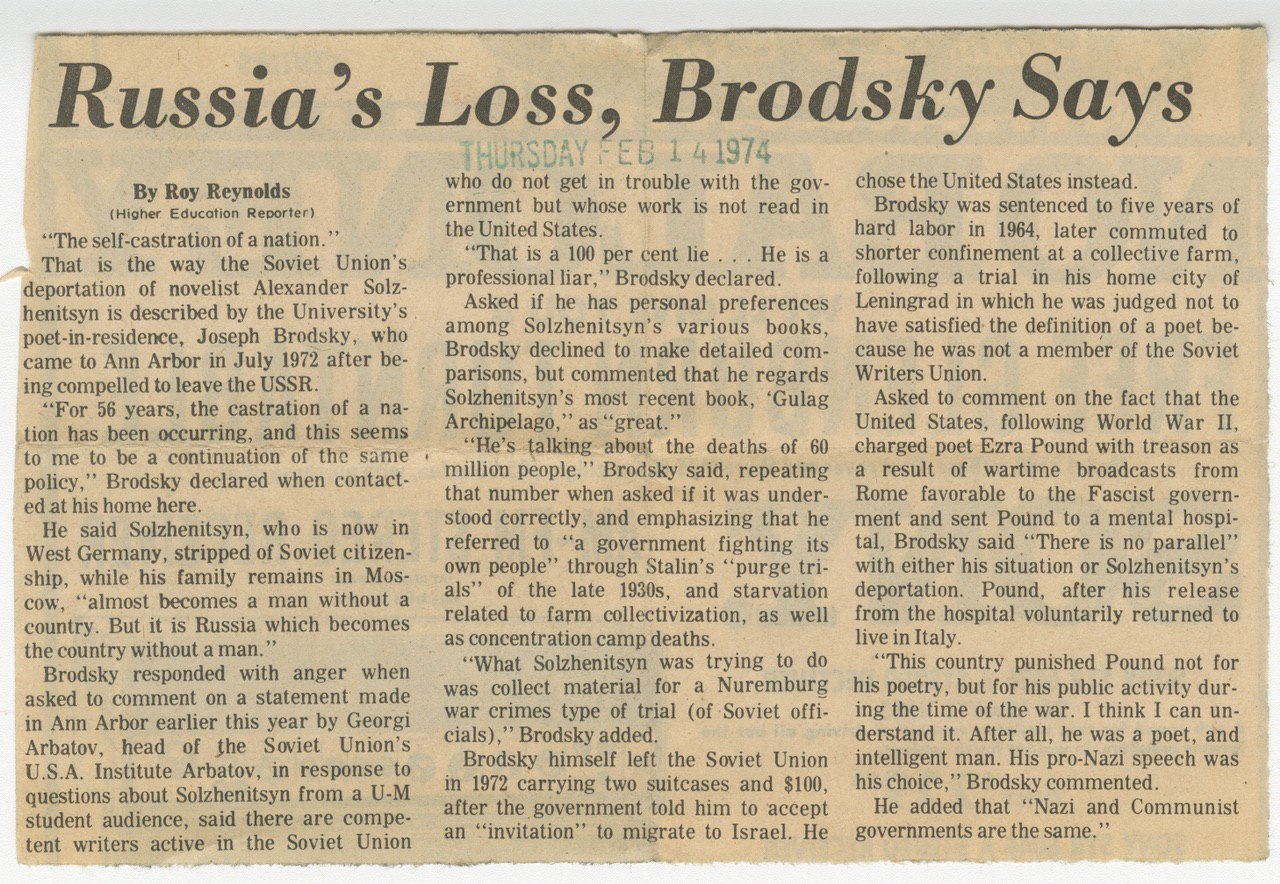 Russia's Loss, Brodsky Says
THURSDAY FEB 14 1974
By Roy Reynolds
(Higher Education Reporter)
"The self-castration of a nation."
That is the way the Soviet Union's
deportation of novelist Alexander Solz-
henitsyn is described by the University's
poet-in-residence, Joseph Brodsky, who
came to Ann Arbor in July 1972 after be-
ing compelled to leave the USSR.
"For 56 years, the castration of a na-
tion has been occurring, and this seems
to me to be a continuation of the same
policy," Brodsky declared when contact-
ed at his home here.
He said Solzhenitsyn, who is now in
West Germany, stripped of Soviet citizen-
ship, while his family remains in Mos-
cow, "almost becomes a man without a
country. But it is Russia which becomes
the country without a man."
Brodsky responded with anger when
asked to comment on a statement made
in Ann Arbor earlier this year by Georgi
Arbatov, head of the Soviet Union's
U.S.A. Institute Arbatov, in response to
questions about Solzhenitsyn from a U-M
student audience, said there are compe-
tent writers active in the Soviet Union
who do not get in trouble with the gov-
ernment but whose work is not read in
the United States.
"That is a 100 per cent lie . . . He is a
professional liar," Brodsky declared.
Asked if he has personal preferences
among Solzhenitsyn's various books,
Brodsky declined to make detailed com-
parisons, but commented that he regards
Solzhenitsyn's most recent book, 'Gulag
Archipelago," as "great."
"He's talking about the deaths of 60
million people," Brodsky said, repeating
that number when asked if it was under-
stood correctly, and emphasizing that he
referred to "a government fighting its
own people" through Stalin's "purge tri-
als" of the late 1930s, and starvation
related to farm collectivization, as well
as concentration camp deaths.
"What Solzhenitsyn was trying to do
was collect material for a Nuremburg
war crimes type of trial (of Soviet offi-
cials)," Brodsky added.
Brodsky himself left the Soviet Union
in 1972 carrying two suitcases and $100,
after the government told him to accept
an "invitation" to migrate to Israel. He
chose the United States instead.
Brodsky was sentenced to five years of
hard labor in 1964, later commuted to
shorter confinement at a collective farm,
following a trial in his home city of
Leningrad in which he was judged not to
have satisfied the definition of a poet be-
cause he was not a member of the Soviet
Writers Union.
Asked to comment on the fact that the
United States, following World War II,
charged poet Ezra Pound with treason as
a result of wartime broadcasts from
Rome favorable to the Fascist govern-
ment and sent Pound to a mental hospi-
tal, Brodsky said "There is no parallel"
with either his situation or Solzhenitsyn's
deportation. Pound, after his release
from the hospital voluntarily returned to
live in Italy.
"This country punished Pound not for
his poetry, but for his public activity dur-
ing the time of the war. I think I can un-
derstand it. After all, he was a poet, and
intelligent man. His pro-Nazi speech was
his choice," Brodsky commented.
He added that "Nazi and Communist
governments are the same."